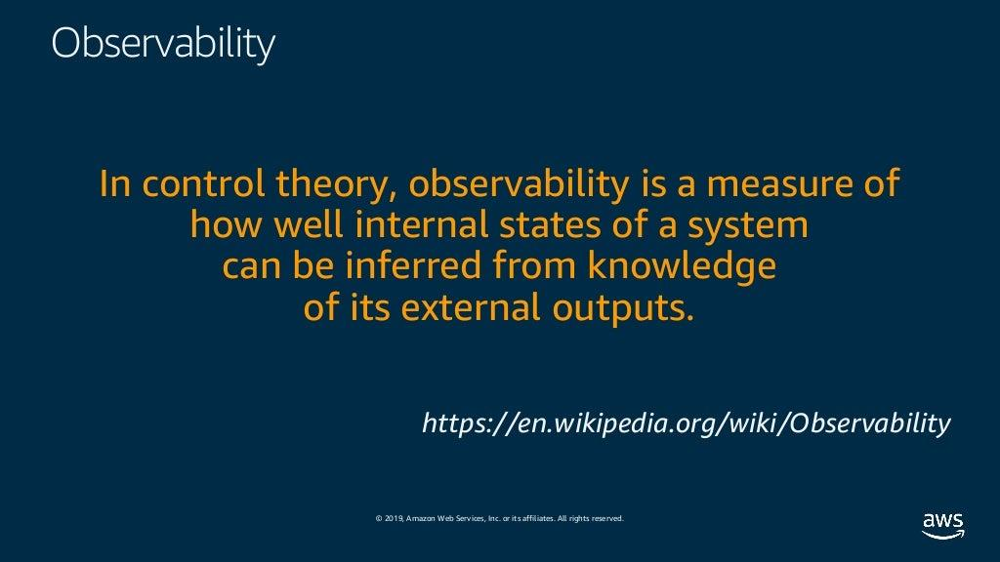 Observability
In control theory, observability is a measure of
how well internal states of a system
can be inferred from knowledge
of its external outputs.
https://en.wikipedia.org/wiki/Observability
© 2019, Amazon Web Services, Inc. or its affiliates. All rights reserved.
aws